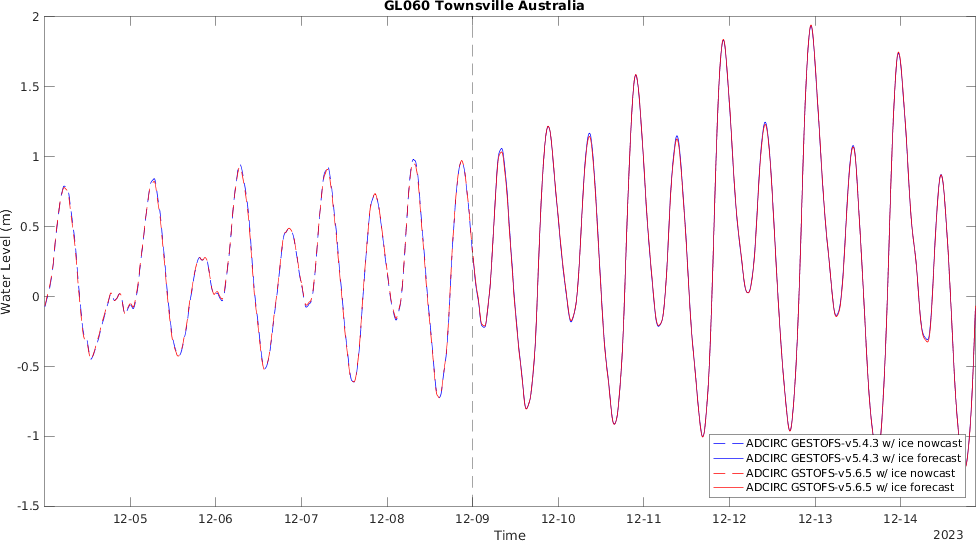 GL060 Townsville Australia
2
1.5
1
0.5
0
-0.5
-1
-1.5
Water Level (m)
12-05 12-06 12-07 12-08 12-09 12-10 12-11 12-12 12-13 12-14
Time
2023
ADCIRC GESTOFS-v5.4.3 w/ ice nowcast
ADCIRC GESTOFS-v5.4.3 w/ ice forecast
ADCIRC GSTOFS-v5.6.5 w/ ice nowcast
ADCIRC GSTOFS-v5.6.5 w/ ice forecast